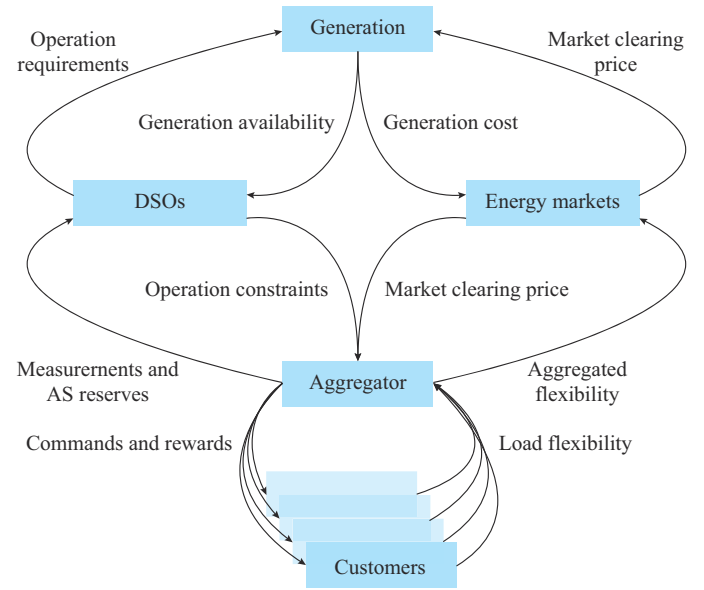 Generation
Operation
requirements
Market clearing
price
Generation availability
Generation cost
DSOs
Energy markets
Operation constraints
Market clearing price
Measurernents and
AS reserves
Aggregator
Aggregated
flexibility
Commands and rewards
Load flexibility
Customers